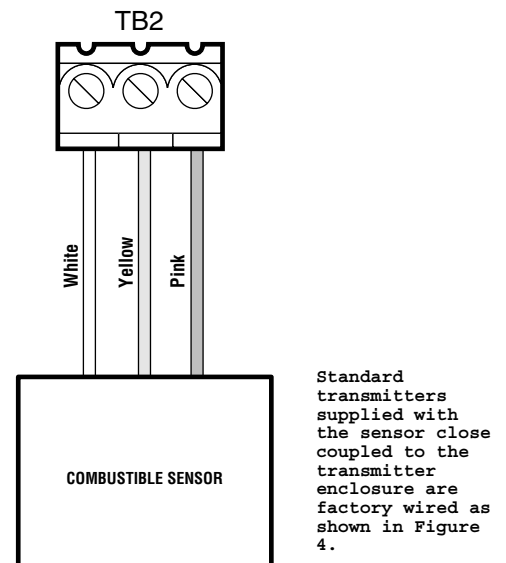 TB2
White
Yellow
Pink
COMBUSTIBLE SENSOR
Standard
transmitters
supplied with
the sensor close
coupled to the
transmitter
enclosure are
factory wired as
shown in Figure
4.